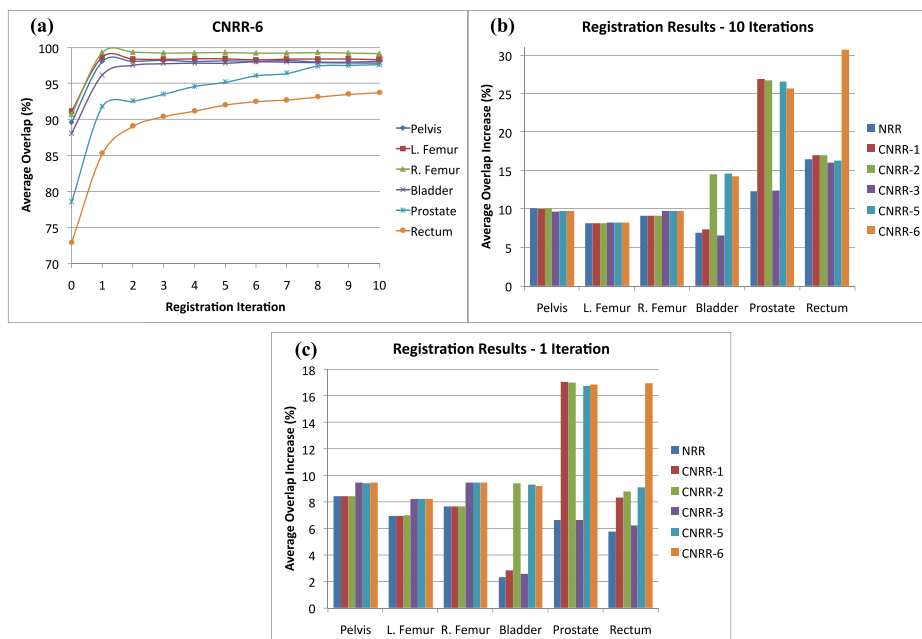 (a)
CNRR-6
Average Overlap (%)
100
95
90
85
80
75
70
0 1 2 3 4 5 6 7 8 9 10
Registration Iteration
Pelvis
L. Femur
R. Femur
Bladder
Prostate
Rectum
(b)
Registration Results - 10 Iterations
Average Overlap Increase (%)
30
25
20
15
10
5
0
Pelvis L. Femur R. Femur Bladder Prostate Rectum
NRR
CNRR-1
CNRR-2
CNRR-3
CNRR-5
CNRR-6
(c)
Registration Results - 1 Iteration
Average Overlap Increase (%)
18
16
14
12
10
8
6
4
2
0
Pelvis L. Femur R. Femur Bladder Prostate Rectum
NRR
CNRR-1
CNRR-2
CNRR-3
CNRR-5
CNRR-6